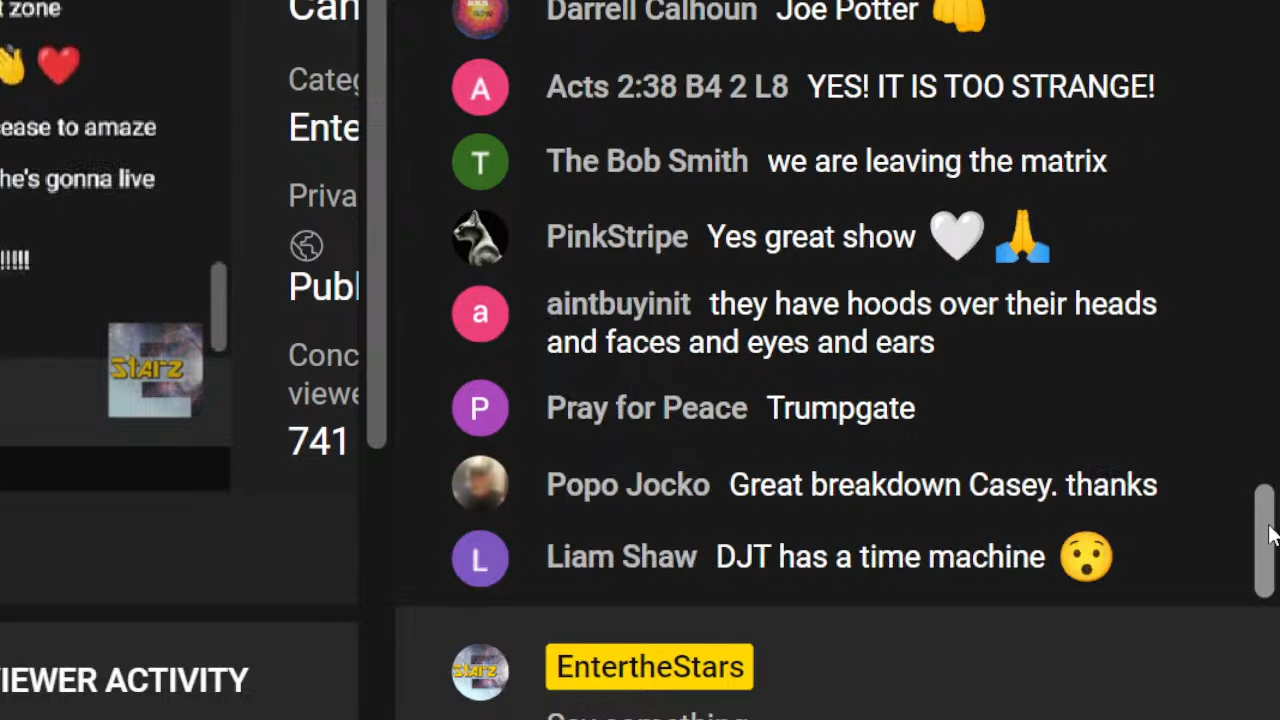 t zone
cease to amaze
he's gonna live
!!!!!
Starz
Can
Categ
Ente
Priva
Publ
Conc
viewe
741
IEWER ACTIVITY
Darrell Calhoun Joe Potter
A Acts 2:38 B4 2 L8 YES! IT IS TOO STRANGE!
T The Bob Smith we are leaving the matrix
PinkStripe Yes great show
a aintbuyinit they have hoods over their heads
and faces and eyes and ears
P Pray for Peace Trumpgate
Popo Jocko Great breakdown Casey. thanks
L Liam Shaw DJT has a time machine
Starz EntertheStars
Say something